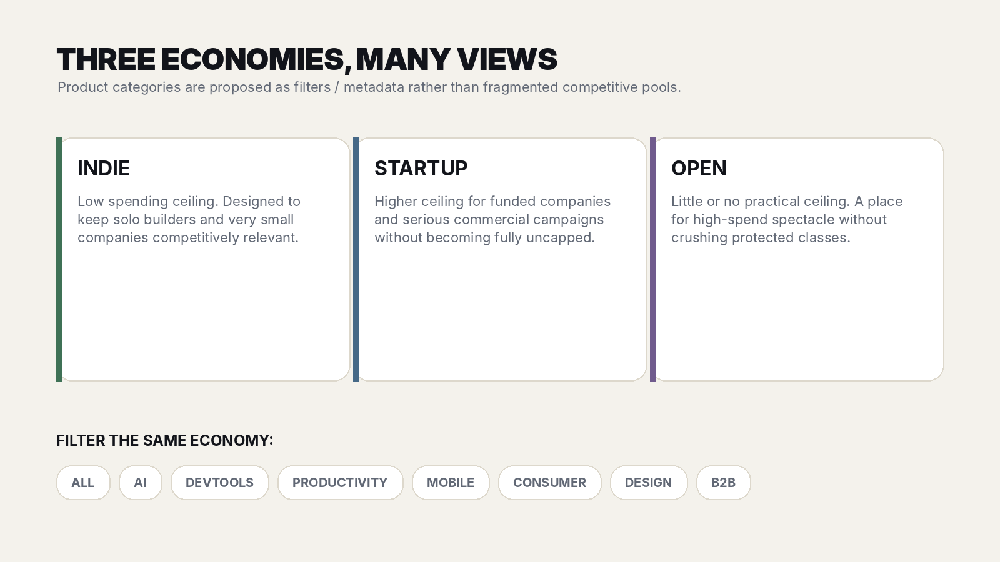 THREE ECONOMIES, MANY VIEWS
Product categories are proposed as filters / metadata rather than fragmented competitive pools.
INDIE
Low spending ceiling. Designed to
keep solo builders and very small
companies competitively relevant.
STARTUP
Higher ceiling for funded companies
and serious commercial campaigns
without becoming fully uncapped.
OPEN
Little or no practical ceiling. A place
for high-spend spectacle without
crushing protected classes.
FILTER THE SAME ECONOMY:
ALL
AI
DEVTOOLS
PRODUCTIVITY
MOBILE
CONSUMER
DESIGN
B2B